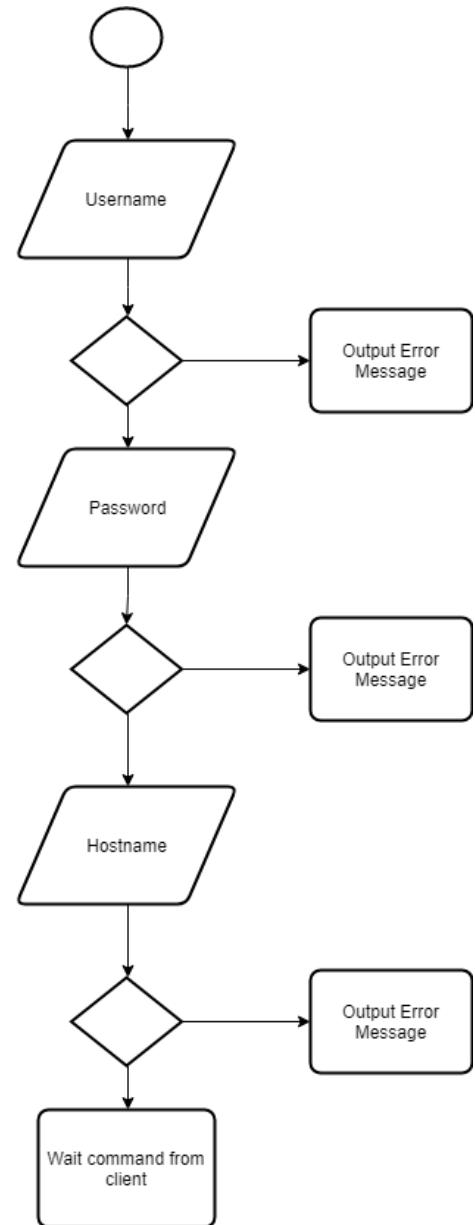 Username
Output Error
Message
Password
Output Error
Message
Hostname
Output Error
Message
Wait command from
client